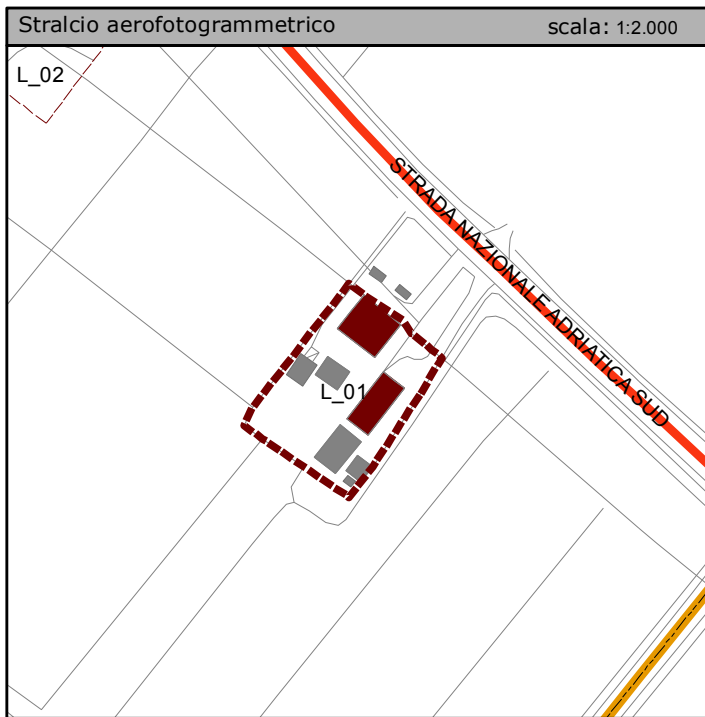 Stralcio aerofotogrammetrico scala: 1:2.000
L_02
STRADA NAZIONALE ADRIATICA SUD
L_01